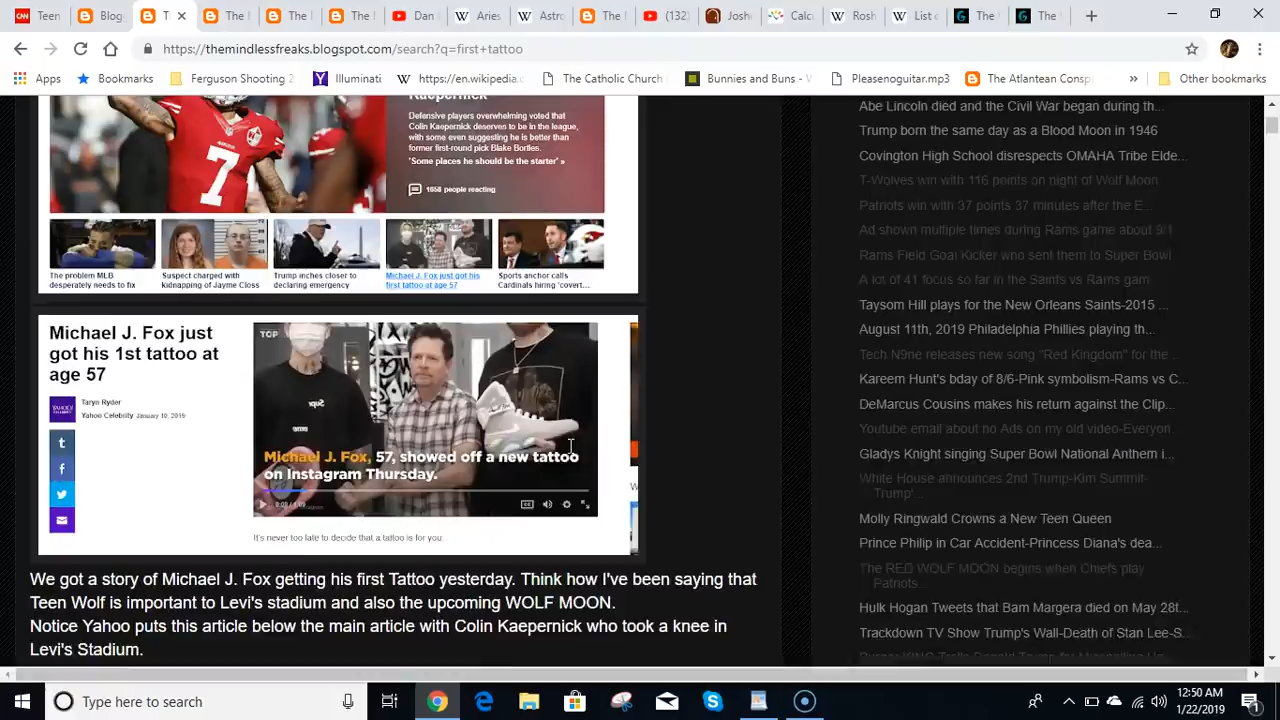 Teen
Blog
Ti
The I
The I
The I
Dan
Aries
Astro
The I
(132)
Josh
Calcu
Rosh
List c
The
The
https://themindlessfreaks.blogspot.com/search?q=first+tattoo
Apps
Bookmarks
Ferguson Shooting 2
Illuminati
https://en.wikipedia.
The Catholic Church
Bunnies and Buns - V
Pleasenoguitar.mp3
The Atlantean Consp
»
Other bookmarks
Kaepernick
Defensive players overwhelming voted that
Colin Kaepernick deserves to be in the league,
with some even suggesting he is better than
former first-round pick Blake Bortles.
'Some places he should be the starter' »
1658 people reacting
7
The problem MLB
desperately needs to fix
Suspect charged with
kidnapping of Jayme Closs
Trump inches closer to
declaring emergency
Michael J. Fox just got his
first tattoo at age 57
Sports anchor calls
Cardinals hiring 'covert...
Michael J. Fox just
got his 1st tattoo at
age 57
Taryn Ryder
Yahoo Celebrity January 10, 2019
TOP
Michael J. Fox, 57, showed off a new tattoo
on Instagram Thursday.
It's never too late to decide that a tattoo is for you.
We got a story of Michael J. Fox getting his first Tattoo yesterday. Think how I've been saying that
Teen Wolf is important to Levi's stadium and also the upcoming WOLF MOON.
Notice Yahoo puts this article below the main article with Colin Kaepernick who took a knee in
Levi's Stadium.
Abe Lincoln died and the Civil War began during th...
Trump born the same day as a Blood Moon in 1946
Covington High School disrespects OMAHA Tribe Elde...
T-Wolves win with 116 points on night of Wolf Moon
Patriots win with 37 points 37 minutes after the E...
Ad shown multiple times during Rams game about 9/1
Rams Field Goal Kicker who sent them to Super Bowl
A lot of 41 focus so far in the Saints vs Rams gam
Taysom Hill plays for the New Orleans Saints-2015 ...
August 11th, 2019 Philadelphia Phillies playing th...
Tech N9ne releases new song "Red Kingdom" for the ...
Kareem Hunt's bday of 8/6-Pink symbolism-Rams vs C...
DeMarcus Cousins makes his return against the Clip...
Youtube email about no Ads on my old video-Everyon.
Gladys Knight singing Super Bowl National Anthem i...
White House announces 2nd Trump-Kim Summit-
Trump'...
Molly Ringwald Crowns a New Teen Queen
Prince Philip in Car Accident-Princess Diana's dea...
The RED WOLF MOON begins when Chief's play
Patriots...
Hulk Hogan Tweets that Bam Margera died on May 28t...
Trackdown TV Show Trump's Wall-Death of Stan Lee-S...
Type here to search
12:50 AM
1/22/2019
1